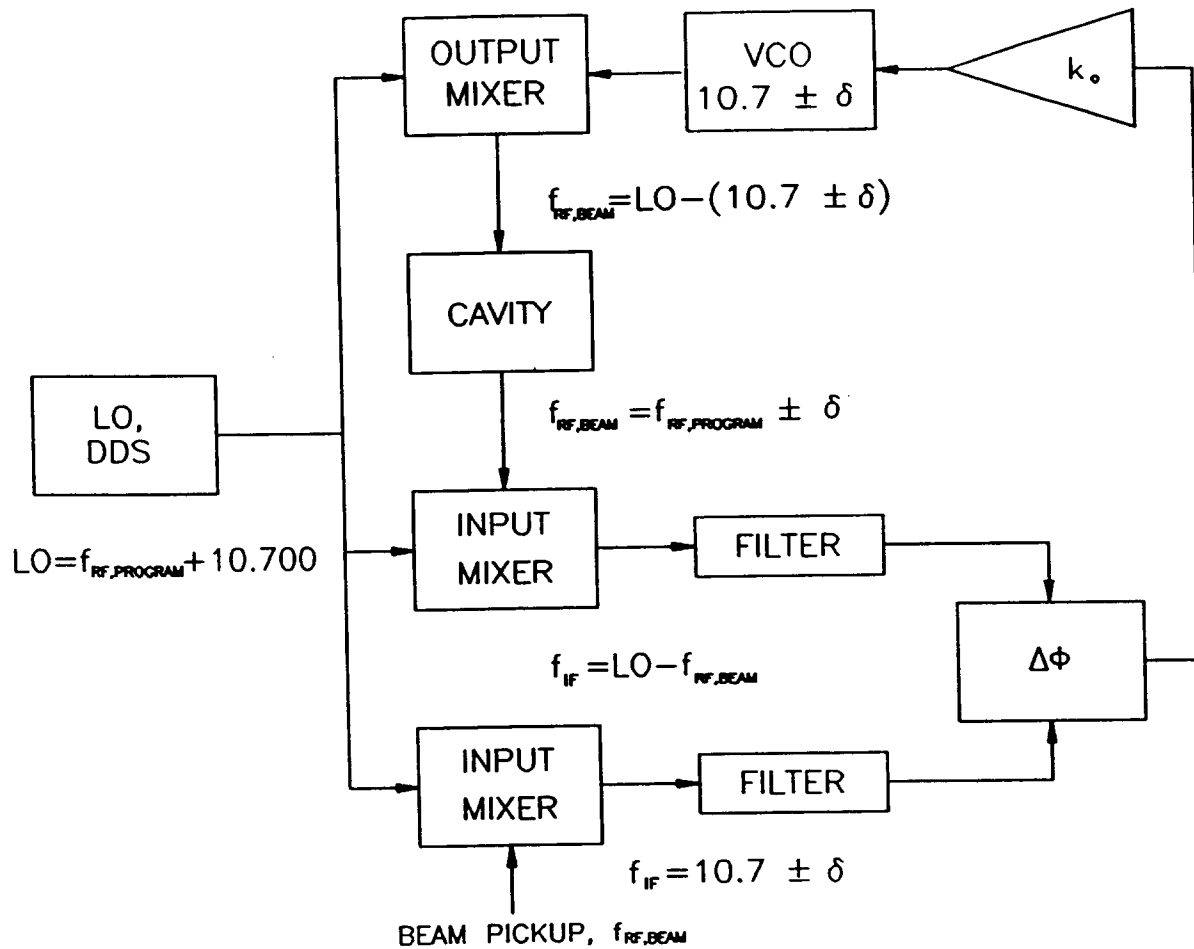 OUTPUT
MIXER
VCO
10.7 ± δ
k₀
f_RF,BEAM=LO−(10.7 ± δ)
CAVITY
LO,
DDS
f_RF,BEAM=f_RF,PROGRAM ± δ
LO=f_RF,PROGRAM+10.700
INPUT
MIXER
FILTER
f_IF=LO−f_RF,BEAM
ΔΦ
INPUT
MIXER
FILTER
f_IF=10.7 ± δ
BEAM PICKUP, f_RF,BEAM